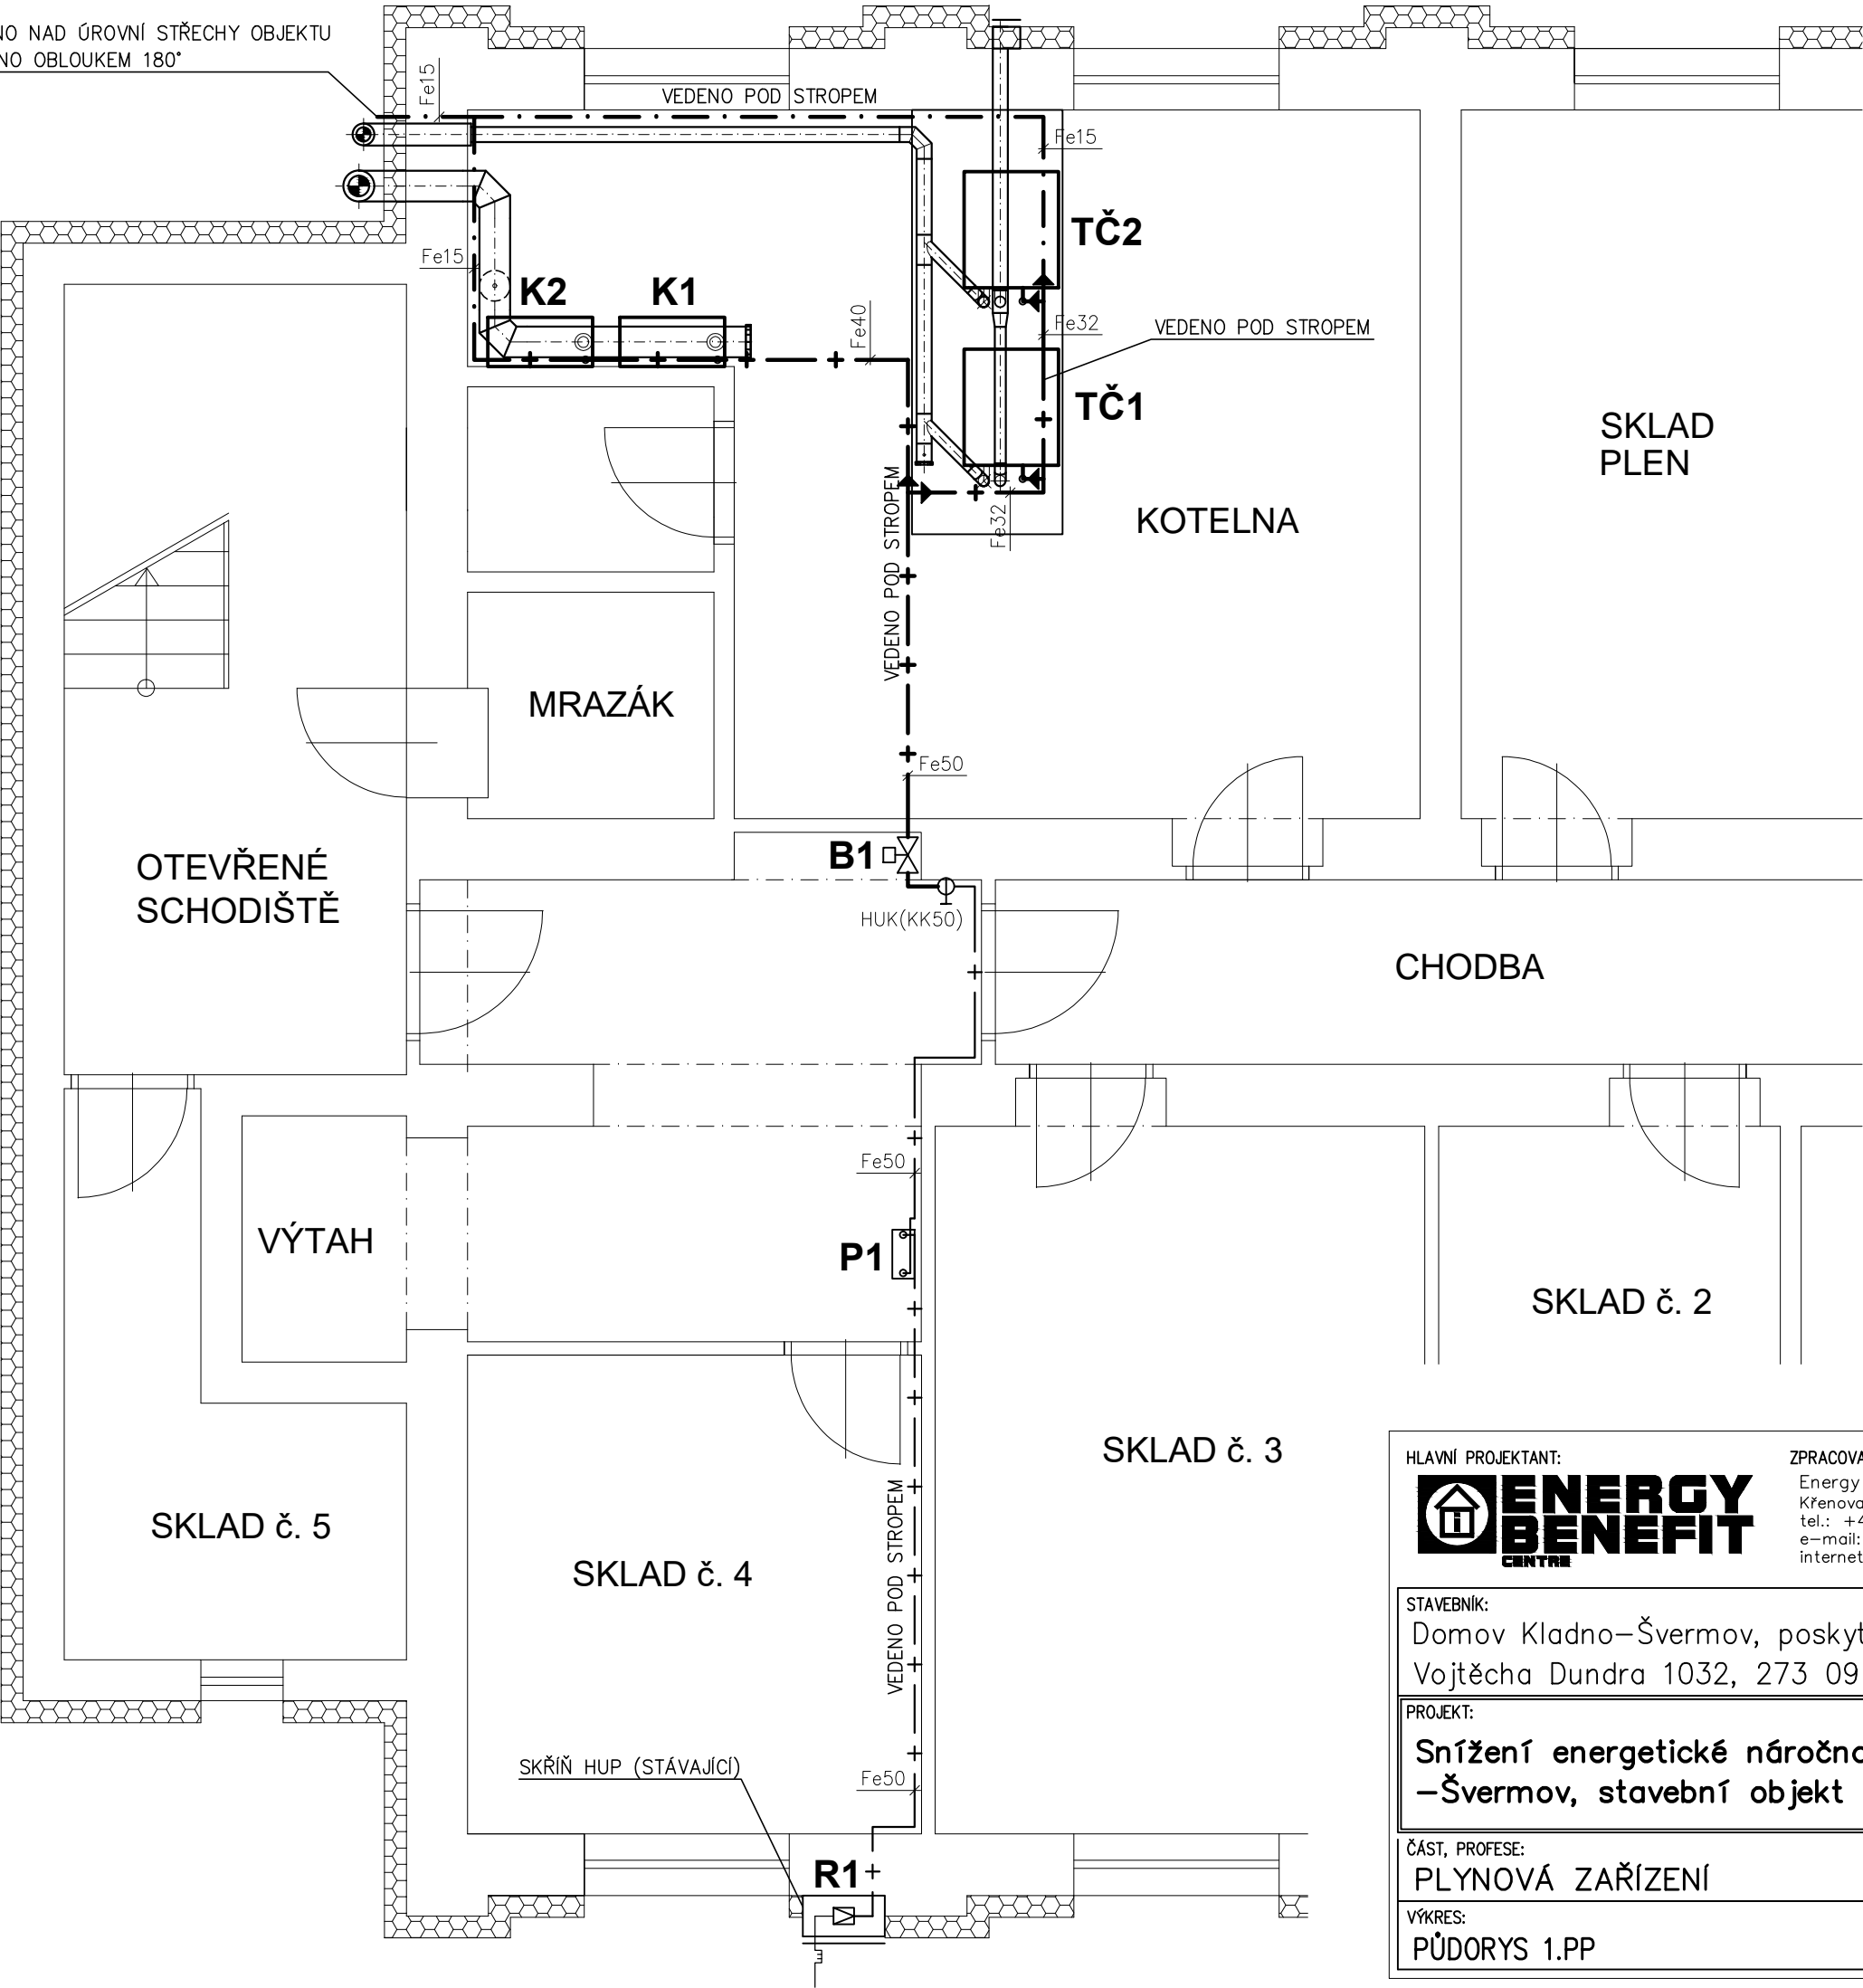 NO NAD ÚROVNÍ STŘECHY OBJEKTU
NO OBLOUKEM 180°
Fe15
VEDENO POD STROPEM
Fe15
TČ2
Fe15
K2
K1
Fe40
Fe32
VEDENO POD STROPEM
TČ1
SKLAD
PLEN
VEDENO POD STROPEM
Fe32
KOTELNA
MRAZÁK
Fe50
OTEVŘENÉ
SCHODIŠTĚ
B1
HUK(KK50)
CHODBA
Fe50
VÝTAH
P1
SKLAD č. 2
SKLAD č. 3
SKLAD č. 5
SKLAD č. 4
VEDENO POD STROPEM
SKŘÍŇ HUP (STÁVAJÍCÍ)
Fe50
R1
HLAVNÍ PROJEKTANT:
ENERGY
BENEFIT
CENTRE
ZPRACOVA
Energy
Křenova
tel.: +4
e-mail:
internet
STAVEBNÍK:
Domov Kladno-Švermov, poskyt
Vojtěcha Dundra 1032, 273 09
PROJEKT:
Snížení energetické náročno
-Švermov, stavební objekt
ČÁST, PROFESE:
PLYNOVÁ ZAŘÍZENÍ
VÝKRES:
PŮDORYS 1.PP